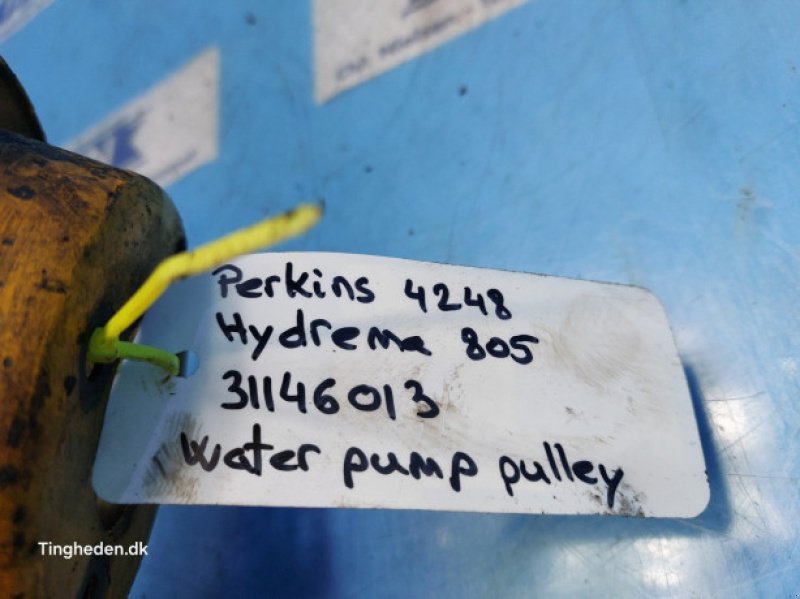 Perkins 4248
Hydrema 805
31146013
Water pump pulley
Tingheden.dk